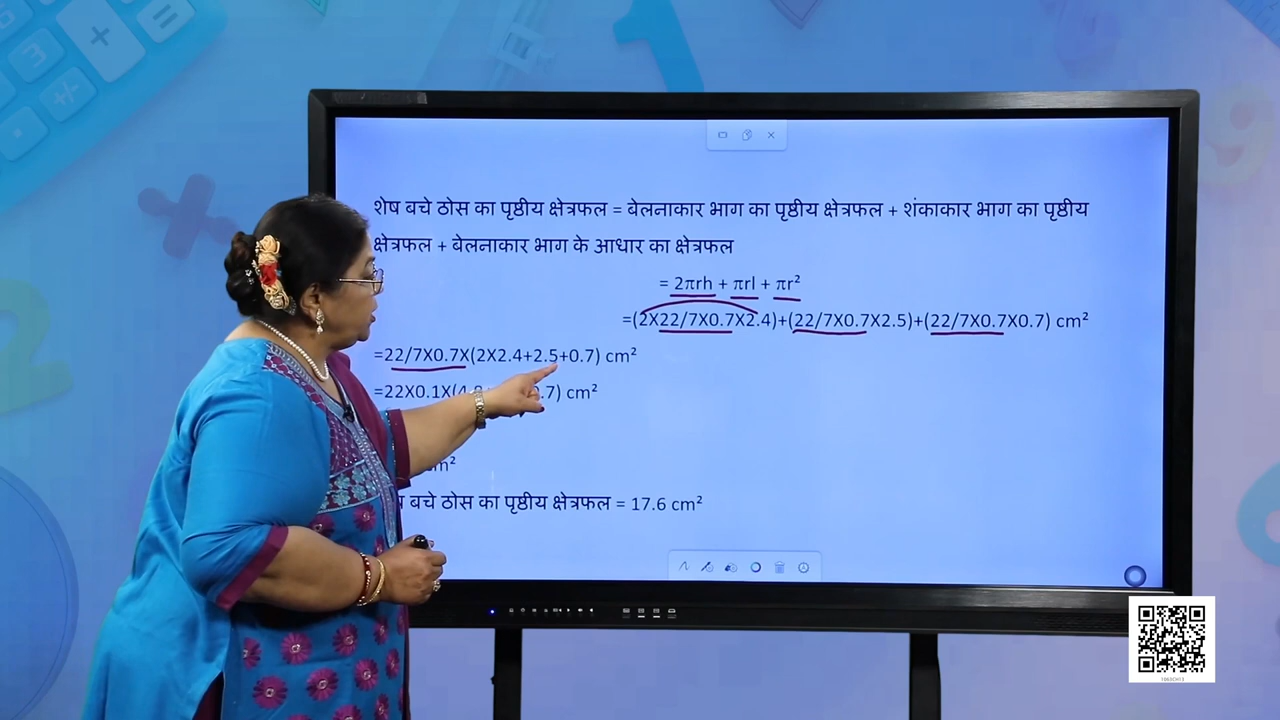 शेष बचे ठोस का पृष्ठीय क्षेत्रफल = बेलनाकार भाग का पृष्ठीय क्षेत्रफल + शंकाकार भाग का पृष्ठीय
क्षेत्रफल + बेलनाकार भाग के आधार का क्षेत्रफल
= 2πrh + πrl + πr²
=(2X22/7X0.7X2.4)+(22/7X0.7X2.5)+(22/7X0.7X0.7) cm²
=22/7X0.7X(2X2.4+2.5+0.7) cm²
=22X0.1X( .7) cm²
cm²
बचे ठोस का पृष्ठीय क्षेत्रफल = 17.6 cm²
1063CH13